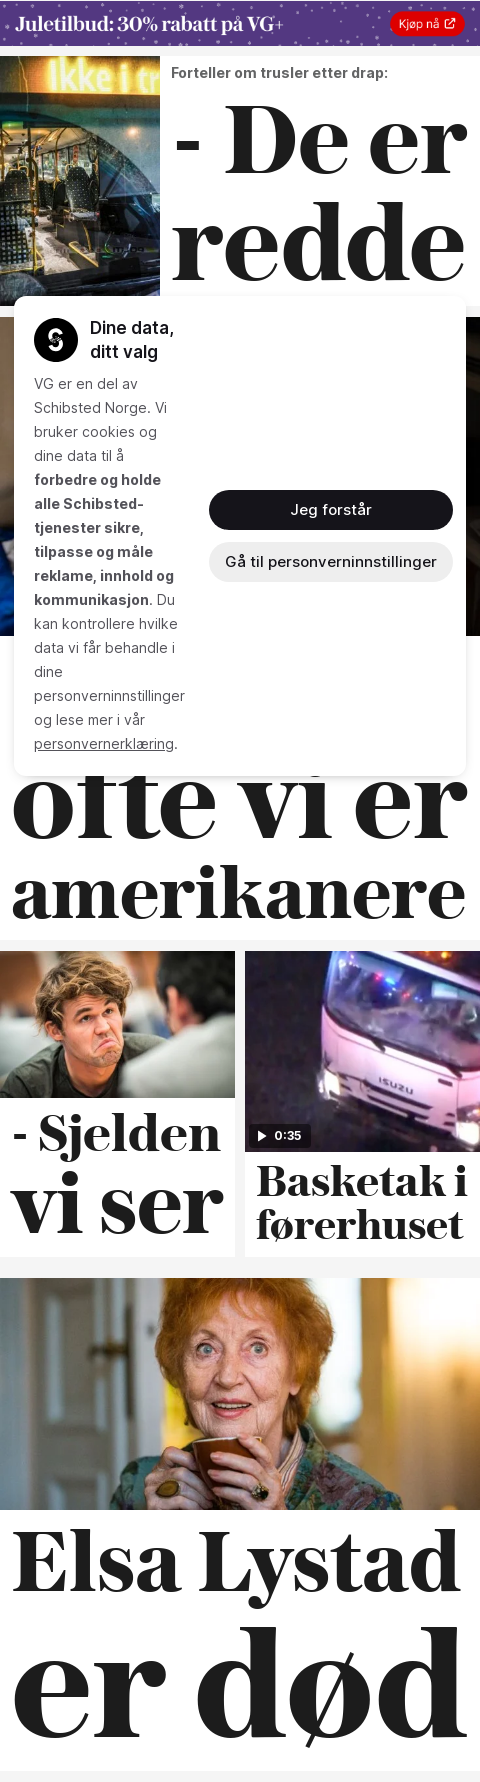 Juletilbud: 30% rabatt på VG+
Kjøp nå
Ikke i tr
Forteller om trusler etter drap:
- De er
redde
Dine data,
ditt valg
VG er en del av
Schibsted Norge. Vi
bruker cookies og
dine data til å
forbedre og holde
alle Schibsted-
tjenester sikre,
tilpasse og måle
reklame, innhold og
kommunikasjon. Du
kan kontrollere hvilke
data vi får behandle i
dine
personverninnstillinger
og lese mer i vår
personvernerklæring.
Jeg forstår
Gå til personverninnstillinger
ofte vi er
amerikanere
- Sjelden
vi ser
ISUZU
0:35
Basketak i
førerhuset
Elsa Lystad
er død